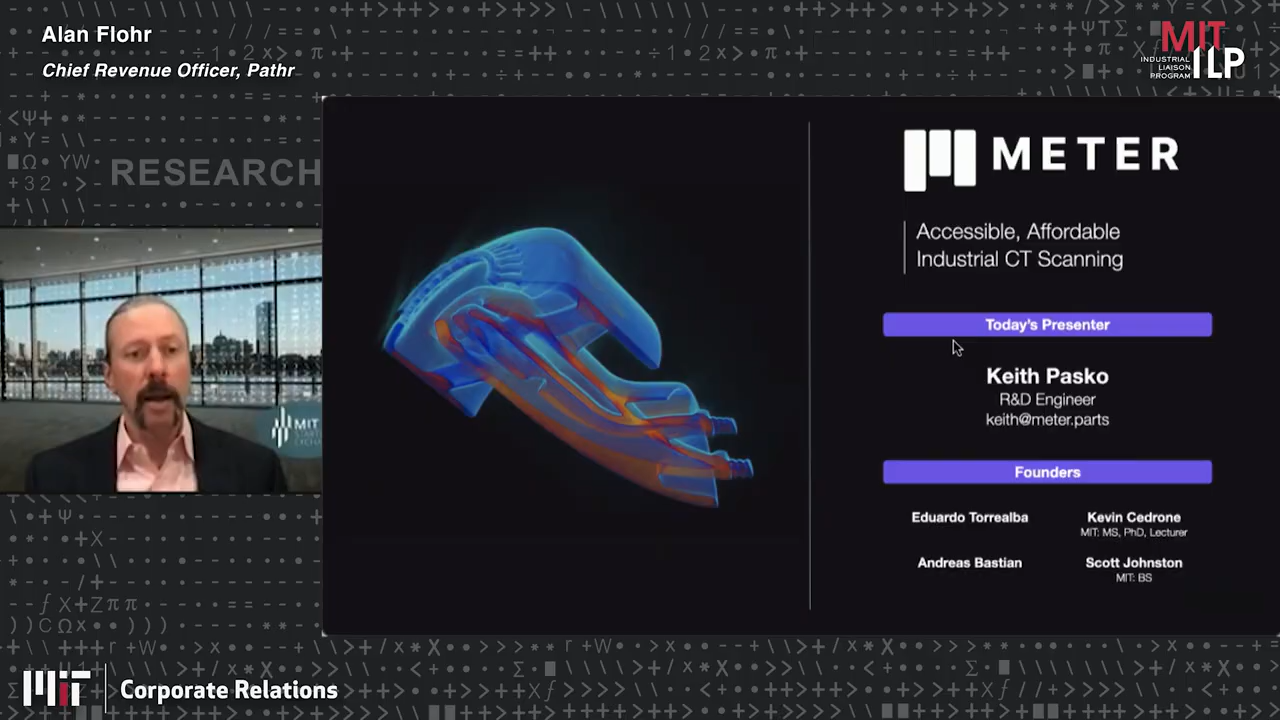 Alan Flohr
Chief Revenue Officer, Pathr
MIT
INDUSTRIAL
LIAISON
PROGRAM
ILP
RESEARCH
METER
Accessible, Affordable
Industrial CT Scanning
Today's Presenter
Keith Pasko
R&D Engineer
keith@meter.parts
Founders
Eduardo Torrealba
Kevin Cedrone
MIT: MS, PhD, Lecturer
Andreas Bastian
Scott Johnston
MIT: BS
MIT
MIT
Corporate Relations